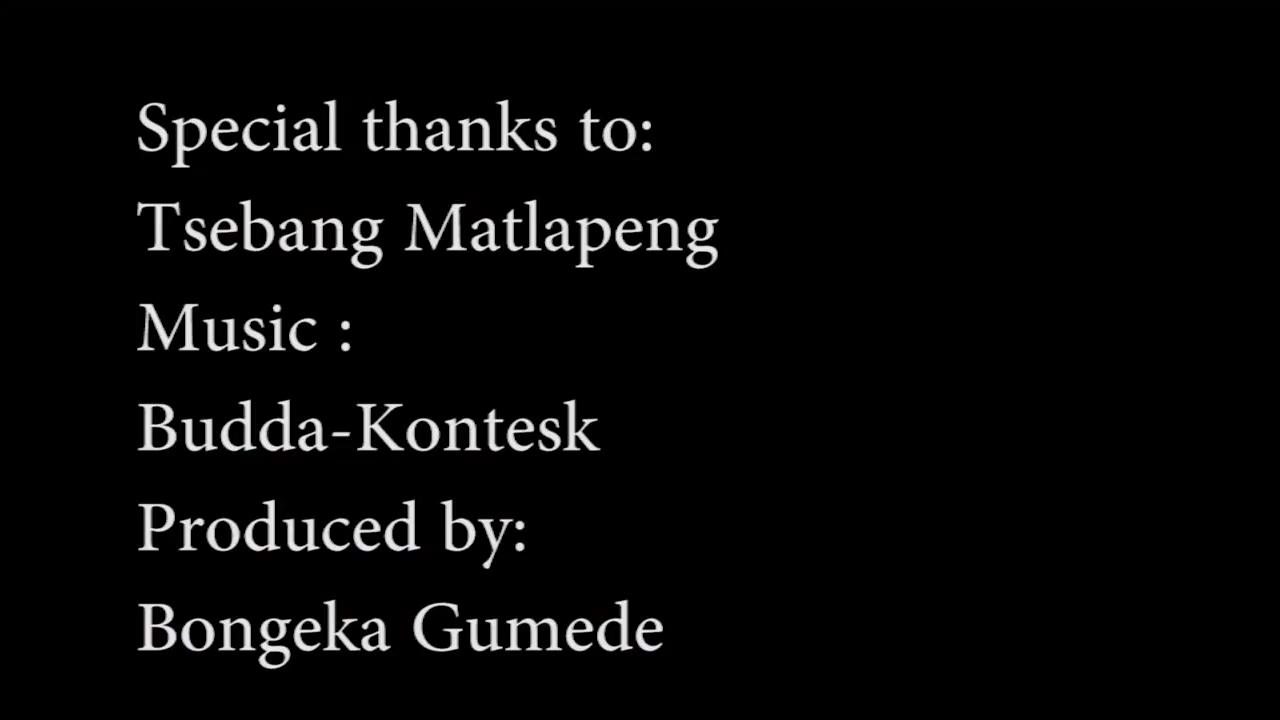 Special thanks to:
Tsebang Matlapeng
Music :
Budda-Kontesk
Produced by:
Bongeka Gumede